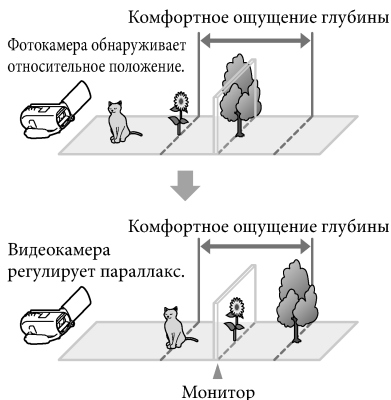 Комфортное ощущение глубины
Фотокамера обнаруживает
относительное положение.
Комфортное ощущение глубины
Видеокамера
регулирует параллакс.
Монитор